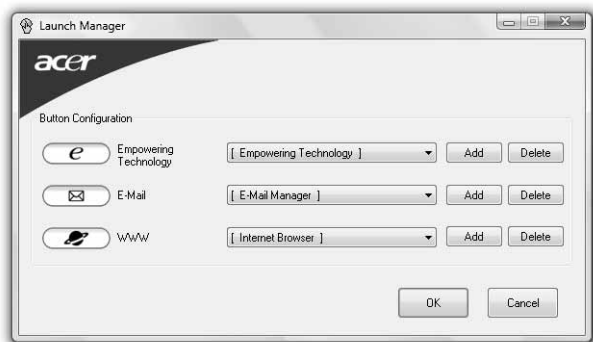 Launch Manager
acer
Button Configuration
e
Empowering
Technology
[ Empowering Technology ]
Add
Delete
E-Mail
[ E-Mail Manager ]
Add
Delete
WWW
[ Internet Browser ]
Add
Delete
OK
Cancel